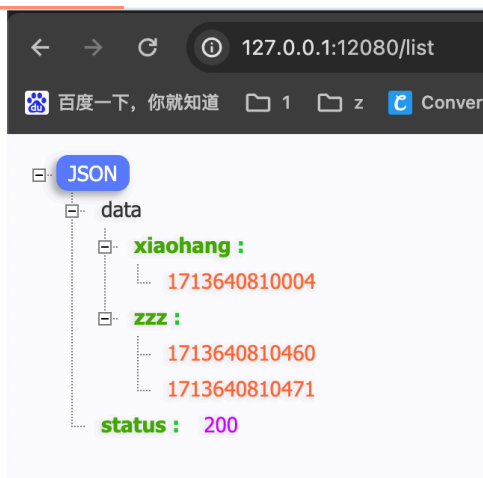 127.0.0.1:12080/list
du 百度一下，你就知道 1 z C Conver
JSON
data
xiaohang :
1713640810004
zzz :
1713640810460
1713640810471
status : 200